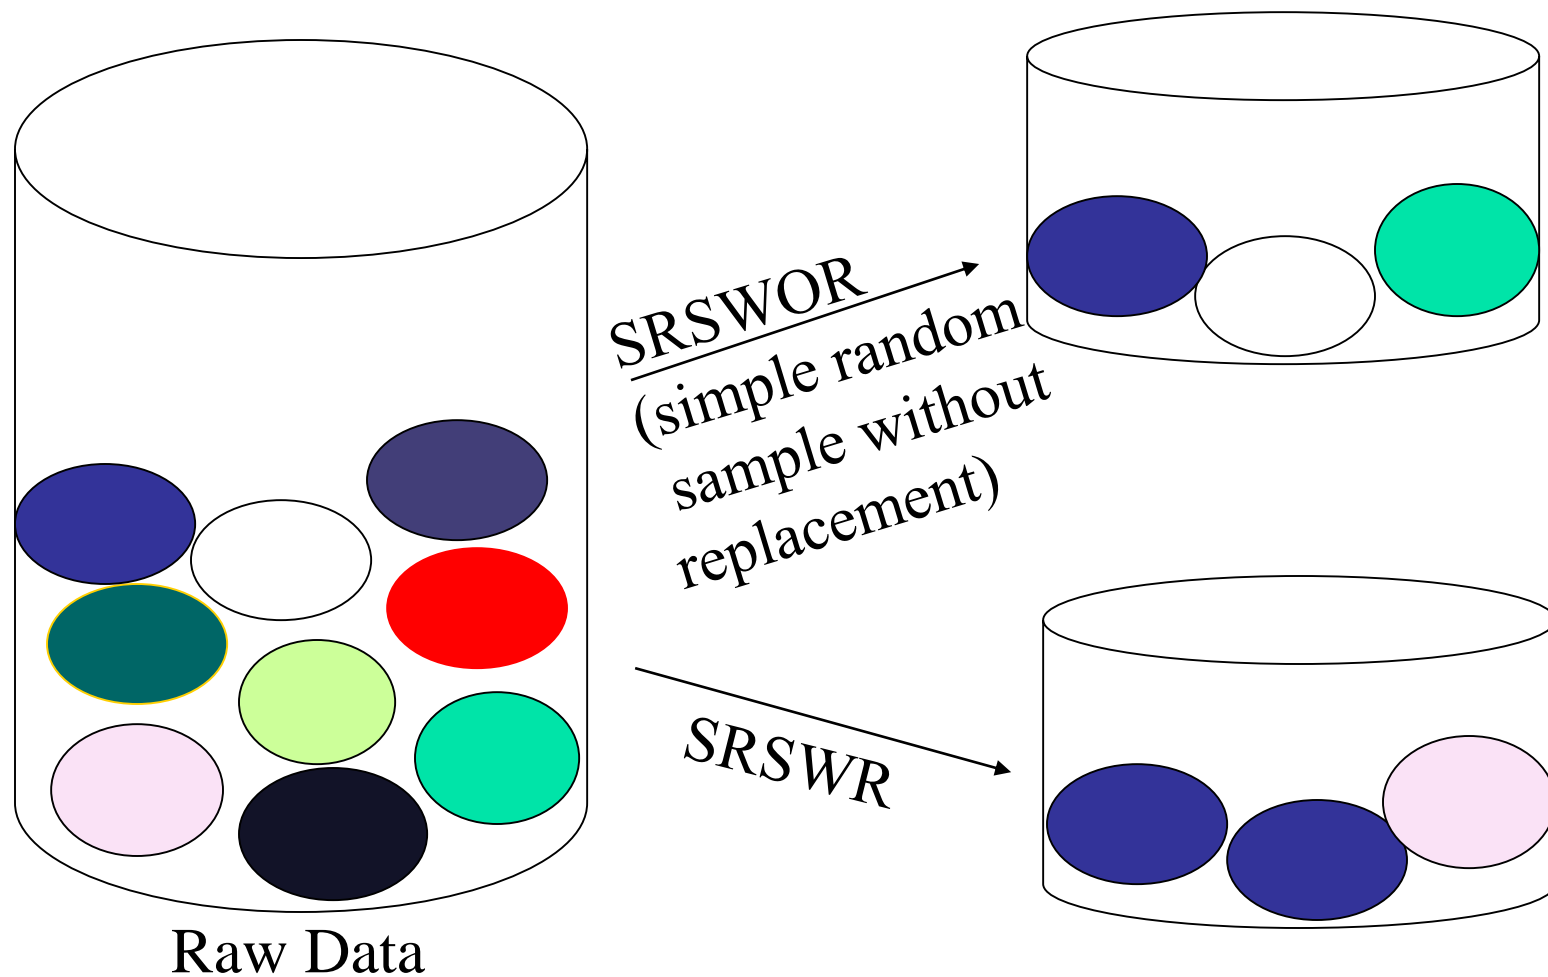 SRSWOR
(simple random
sample without
replacement)
SRSWR
Raw Data